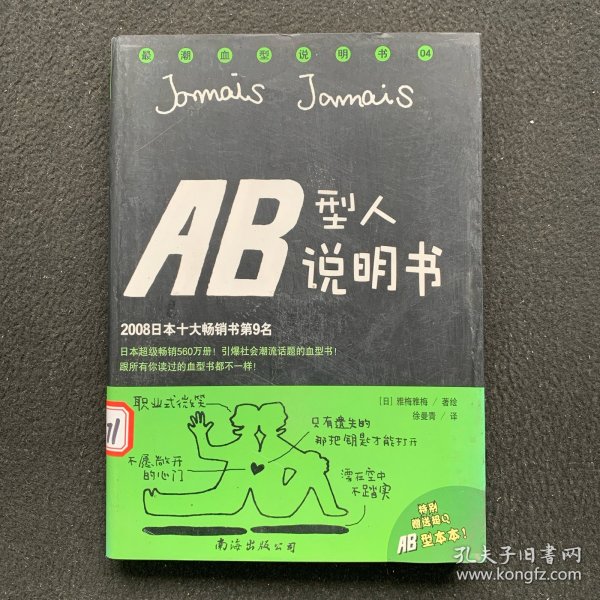 最潮血型说明书04
Jamais Jamais
AB型人说明书
2008日本十大畅销书第9名
日本超级畅销560万册！引爆社会潮流话题的血型书！
跟所有你读过的血型书都不一样！
［日］雅梅雅梅／著绘
徐曼青／译
职业式微笑
只有遗失的
那把钥匙才能打开
不愿敞开
的心门
漂在空中
不踏实
南海出版公司
特别
赠送超Q
AB型本本！
孔夫子旧书网
www.kongfz.com